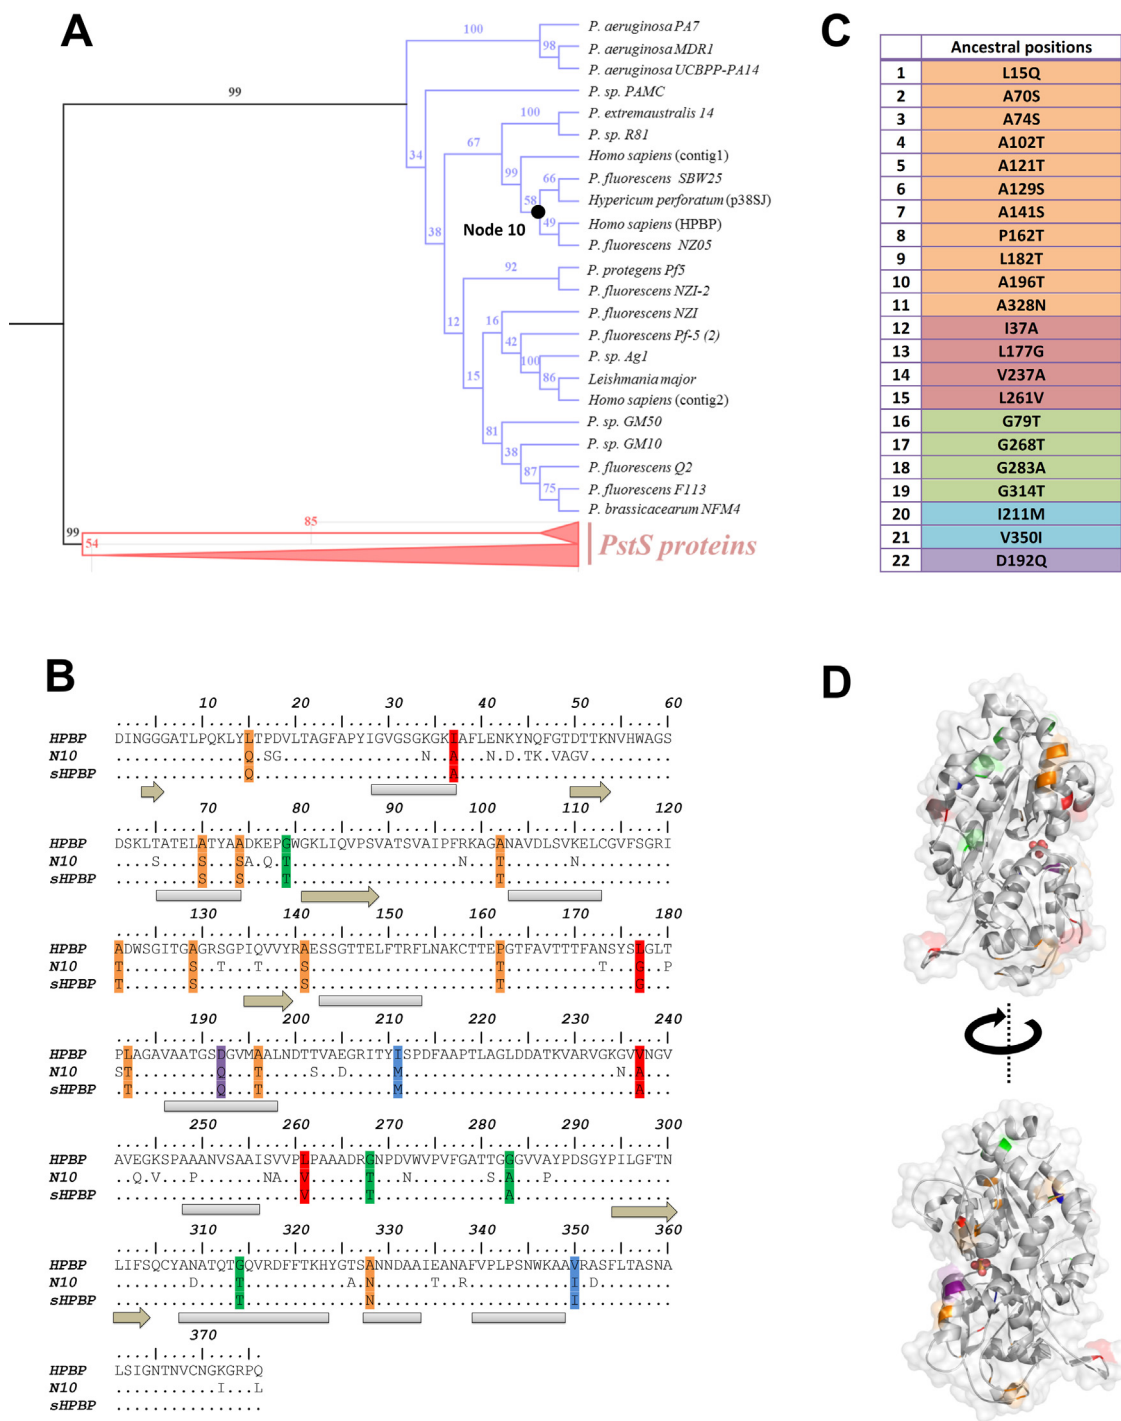 A
100
P. aeruginosa PA7
98
P. aeruginosa MDR1
P. aeruginosa UCBPP-PA14
99
P. sp. PAMC
34
100
P. extremaustralis 14
P. sp. R81
67
Homo sapiens (contig1)
99
66
P. fluorescens SBW25
58
Hypericum perforatum (p38SJ)
Node 10
49
Homo sapiens (HPBP)
P. fluorescens NZ05
38
92
P. protegens Pf5
P. fluorescens NZI-2
12
16
P. fluorescens NZI
42
P. fluorescens Pf-5 (2)
100
P. sp. Ag1
15
86
Leishmania major
Homo sapiens (contig2)
81
P. sp. GM50
38
P. sp. GM10
87
P. fluorescens Q2
75
P. fluorescens F113
P. brassicacearum NFM4
99
85
54
PstS proteins
C
Ancestral positions
1 L15Q
2 A70S
3 A74S
4 A102T
5 A121T
6 A129S
7 A141S
8 P162T
9 L182T
10 A196T
11 A328N
12 I37A
13 L177G
14 V237A
15 L261V
16 G79T
17 G268T
18 G283A
19 G314T
20 I211M
21 V350I
22 D192Q
B
10 20 30 40 50 60
HPBP DINGGGATLPQKLYLTPDVLTAGFAPYIGVGSGKGKIAFLENKYNQFGTDTTKNVHWAGS
N10 ..............Q.SG...............N..A...N.D.TK.VAGV.........
sHPBP ..............Q.....................A.......................
70 80 90 100 110 120
HPBP DSKLTATELATYAADKEPGWGKLIQVPSVATSVAIPFRKAGANAVDLSVKELCGVFSGRI
N10 ....S....S...SA.Q.T..................N...T.......N..........
sHPBP .........S...S....T......................T..................
130 140 150 160 170 180
HPBP ADWSGITGAGRSGPIQVVYRAESSGTTELFTRFLNAKCTTEPGTFAVTTTFANSYSLGLT
N10 T.......S..T...T....S....................T..........T...G..P
sHPBP T.......S...........S....................T..............G...
190 200 210 220 230 240
HPBP PLAGAVAATGSDGVMAALNDTTVAEGRITYISPDFAAPTLAGLDDATKVARVGKGVVNGV
N10 ST.........Q...T.....S..D.....M.......................N.A...
sHPBP .T.........Q...T..............M.........................A...
250 260 270 280 290 300
HPBP AVEGKSPAAANVSAAISVVPLPAAADRGNPDVWVPVFGATTGGGVVAYPDSGYPILGFTN
N10 ..Q.V...P.......NA..V......T...N........S.A...P.............
sHPBP ....................V......T..............A.................
310 320 330 340 350 360
HPBP LIFSQCYANATQTGQVRDFFTKHYGTSANNDAAIEANAFVPLPSNWKAAVRASFLTASNA
N10 ........D....T...........A.N......T..R...........I.D........
sHPBP .............T.............N.....................I..........
370
HPBP LSIGNTNVCNGKGRPQ
N10 ...........I...L
sHPBP ................
D